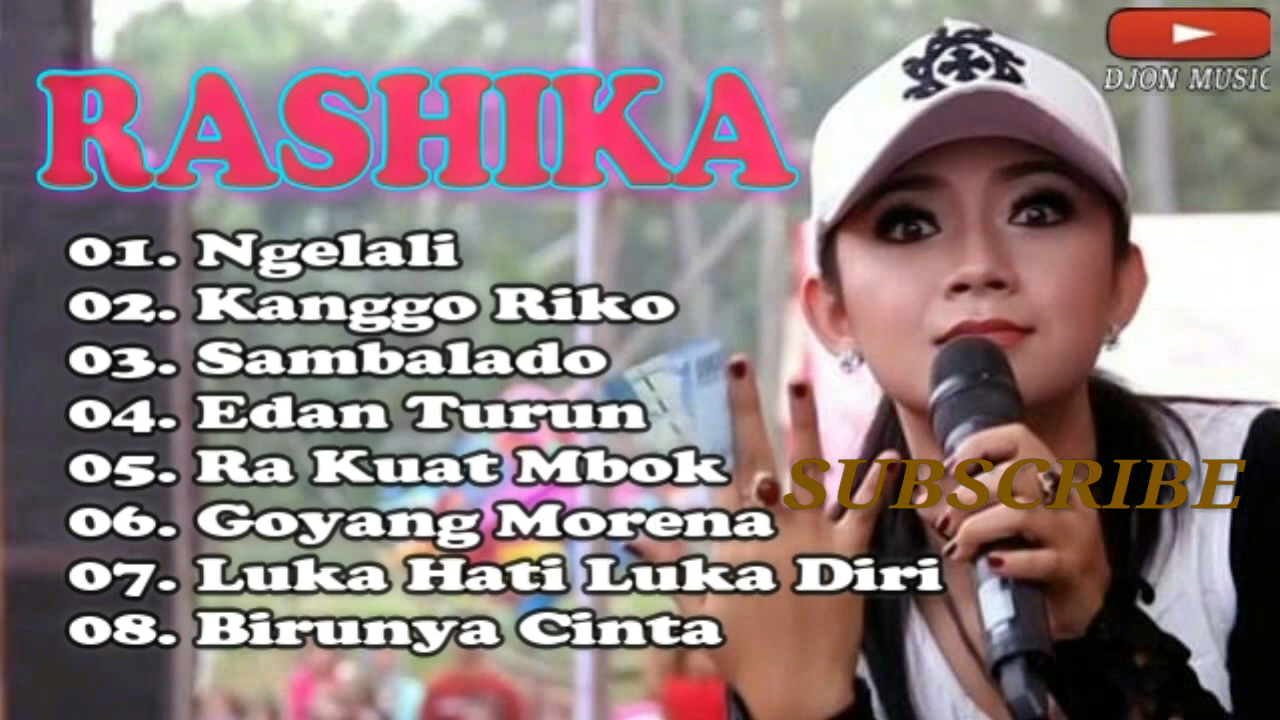 RASHIKA
DJON MUSIC
01. Ngelali
02. Kanggo Riko
03. Sambalado
04. Edan Turun
05. Ra Kuat Mbok
06. Goyang Morena
07. Luka Hati Luka Diri
08. Birunya Cinta
SUBSCRIBE